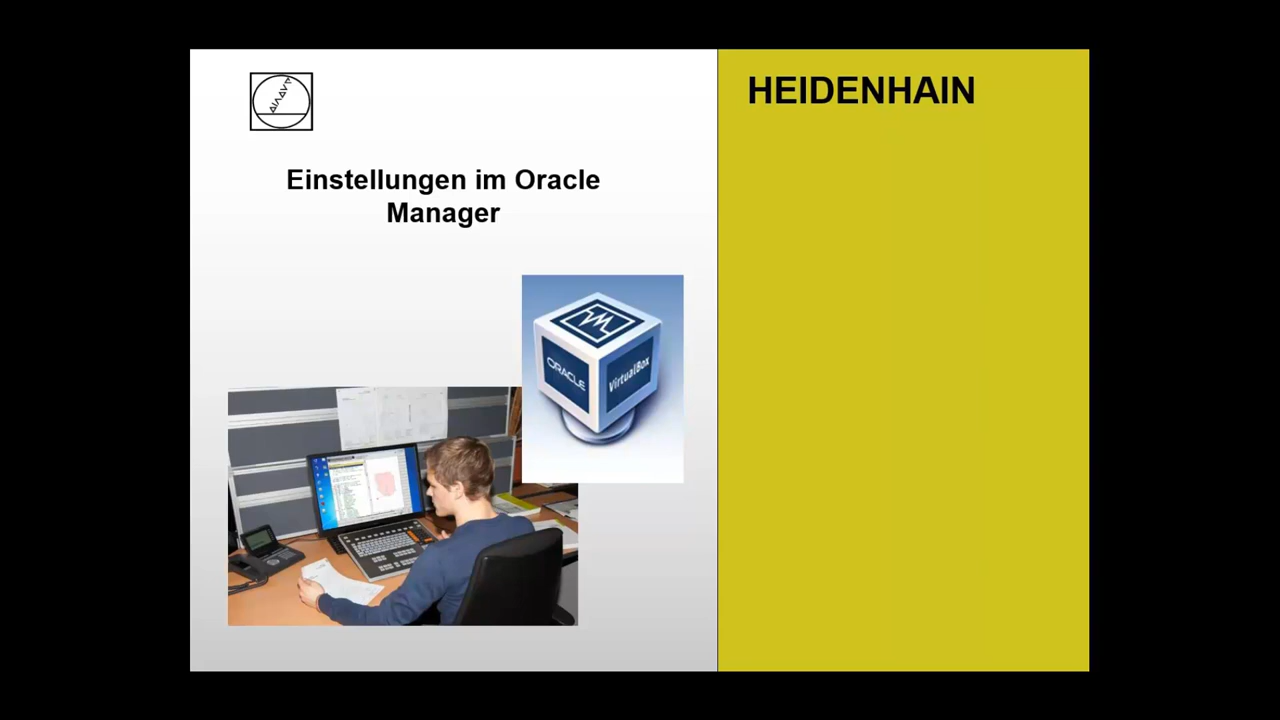 HEIDENHAIN
Einstellungen im Oracle
Manager
ORACLE
VirtualBox